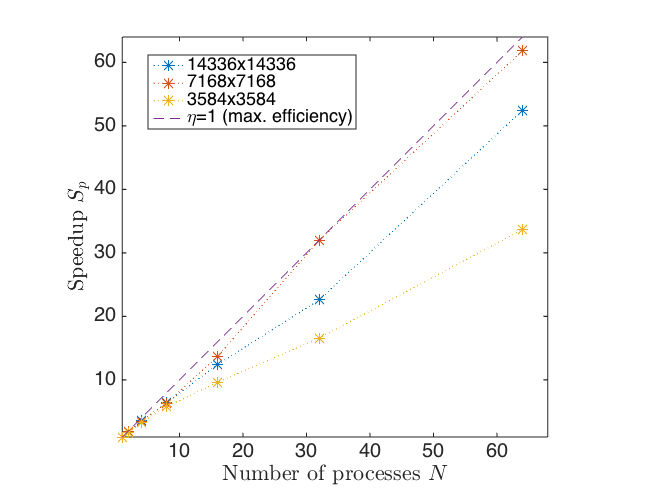 60
50
40
30
20
10
Speedup S_p
14336x14336
7168x7168
3584x3584
η=1 (max. efficiency)
10 20 30 40 50 60
Number of processes N